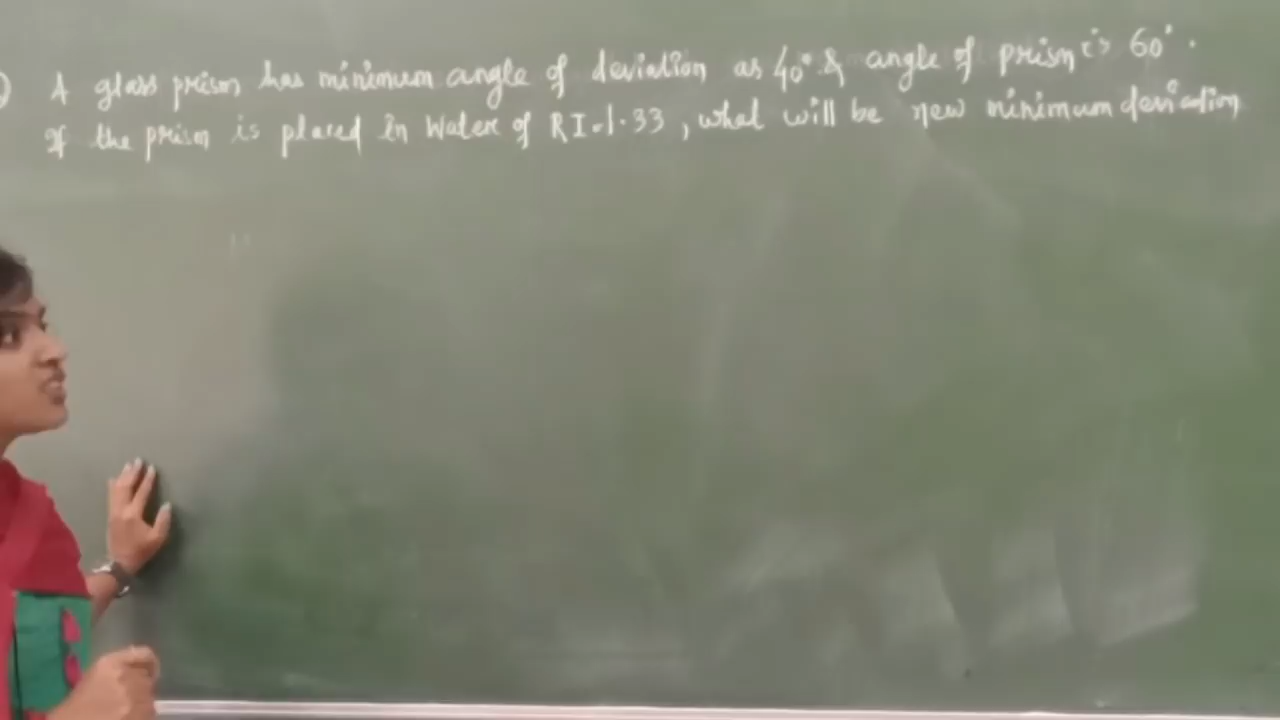 A glass prism has minimum angle of deviation as 40° & angle of prism is 60°.
If the prism is placed in Water of RI=1.33, what will be new minimum deviation